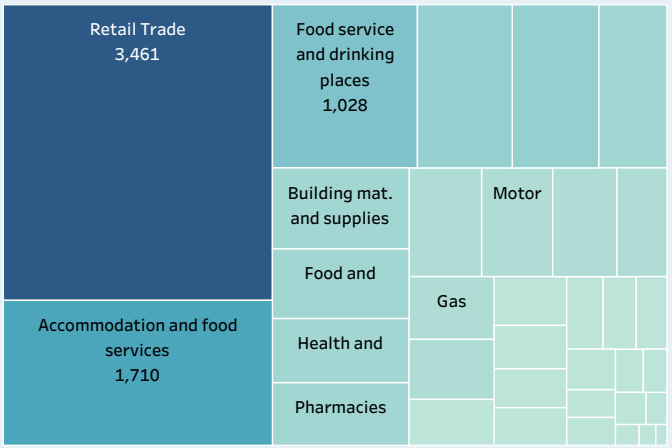 Retail Trade
3,461
Accommodation and food
services
1,710
Food service
and drinking
places
1,028
Building mat.
and supplies
Food and
Health and
Pharmacies
Motor
Gas